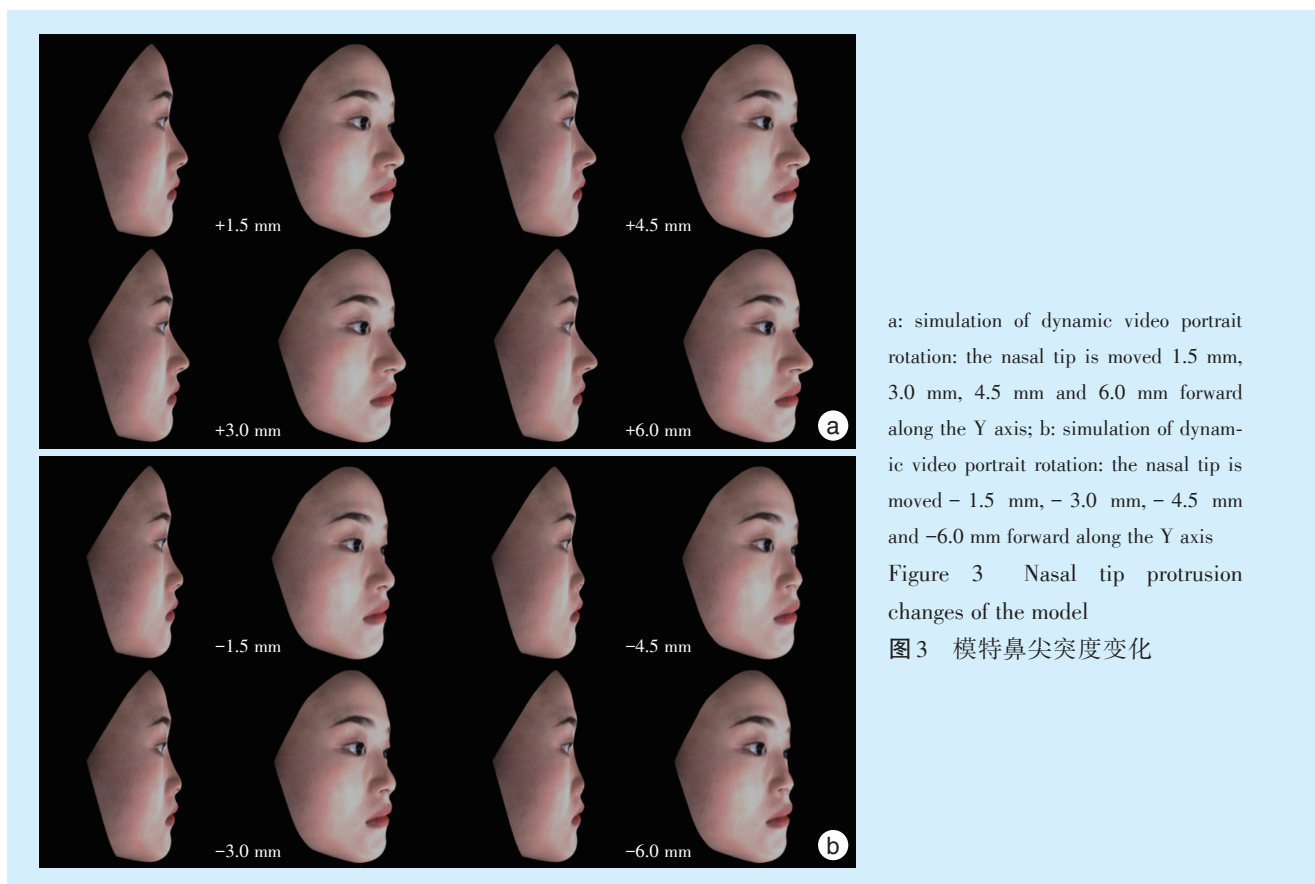 +1.5 mm
+4.5 mm
+3.0 mm
+6.0 mm
a
−1.5 mm
−4.5 mm
−3.0 mm
−6.0 mm
b
a: simulation of dynamic video portrait
rotation: the nasal tip is moved 1.5 mm,
3.0 mm, 4.5 mm and 6.0 mm forward
along the Y axis; b: simulation of dynam-
ic video portrait rotation: the nasal tip is
moved − 1.5 mm, − 3.0 mm, − 4.5 mm
and −6.0 mm forward along the Y axis
Figure 3 Nasal tip protrusion
changes of the model
图3 模特鼻尖突度变化